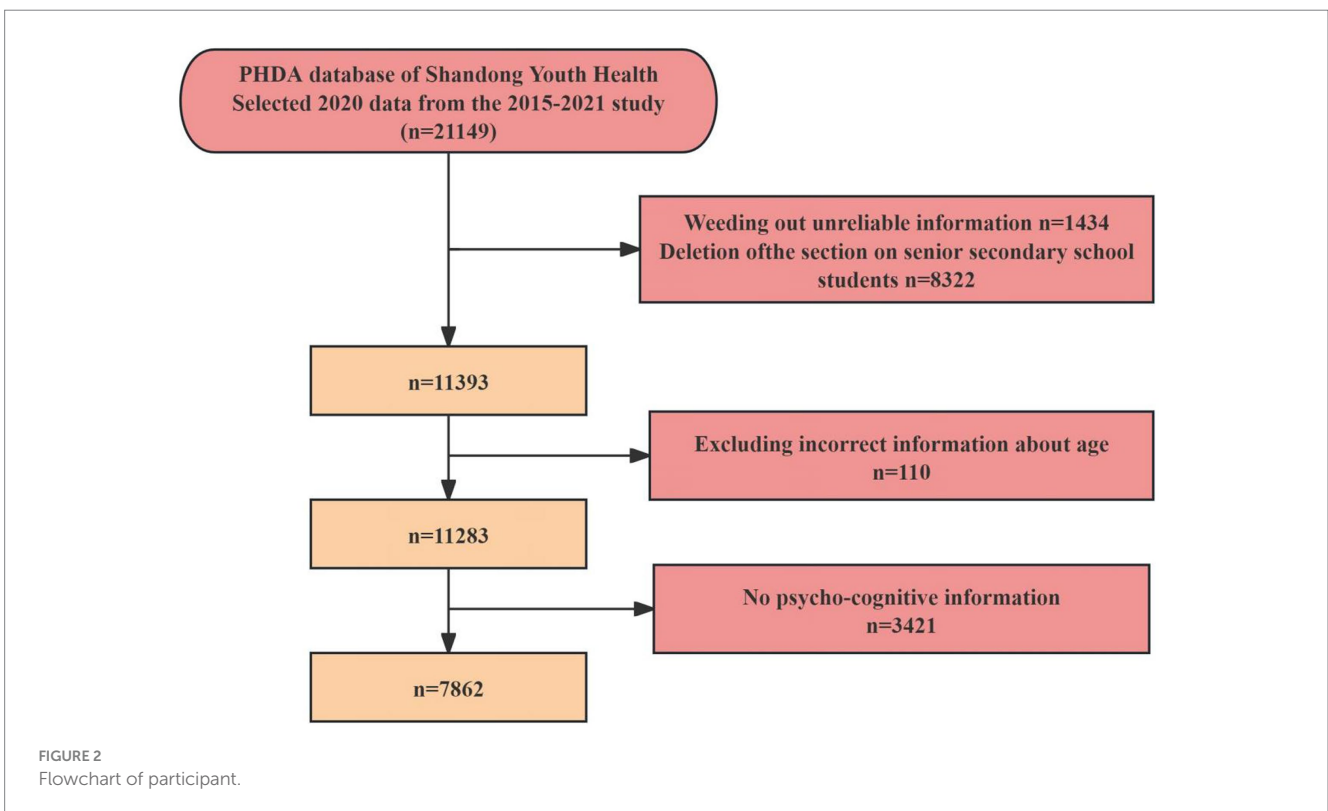 PHDA database of Shandong Youth Health
Selected 2020 data from the 2015-2021 study
(n=21149)
Weeding out unreliable information n=1434
Deletion ofthe section on senior secondary school
students n=8322
n=11393
Excluding incorrect information about age
n=110
n=11283
No psycho-cognitive information
n=3421
n=7862
FIGURE 2
Flowchart of participant.